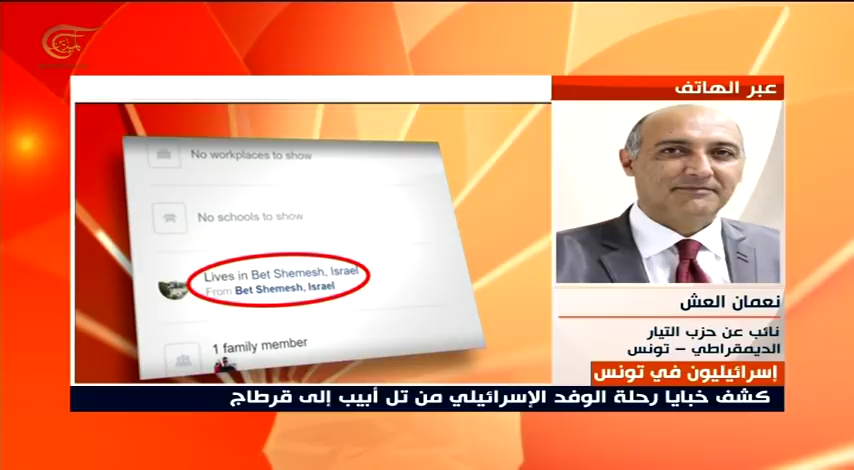 عبر الهاتف
No workplaces to show
No schools to show
Lives in Bet Shemesh, Israel
From Bet Shemesh, Israel
1 family member
نعمان العش
نائب عن حزب التيار
الديمقراطي – تونس
إسرائيليون في تونس
كشف خبايا رحلة الوفد الإسرائيلي من تل أبيب إلى قرطاج